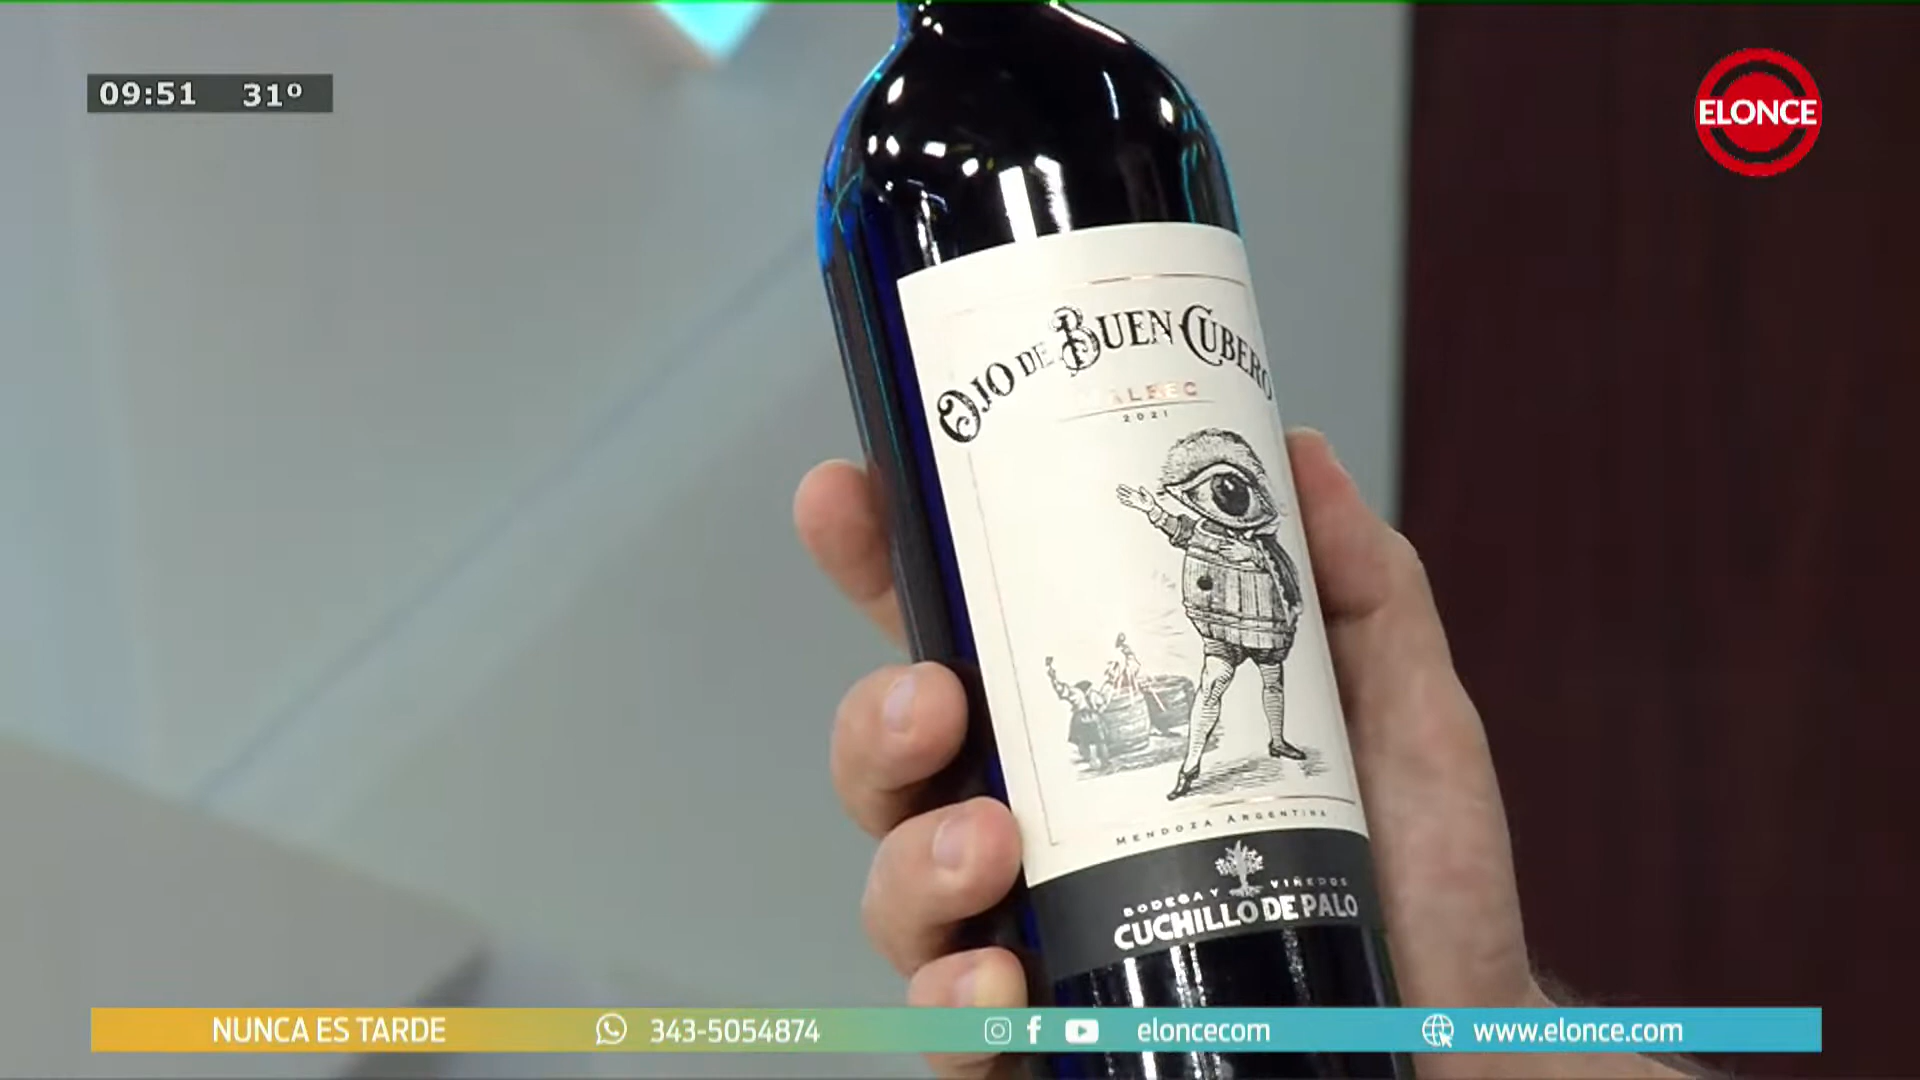 09:51 31º
ELONCE
OJO DE BUEN CUBERO
MALBEC
2021
MENDOZA ARGENTINA
BODEGA Y VIÑEDOS
CUCHILLO DE PALO
NUNCA ES TARDE 343-5054874 eloncecom www.elonce.com